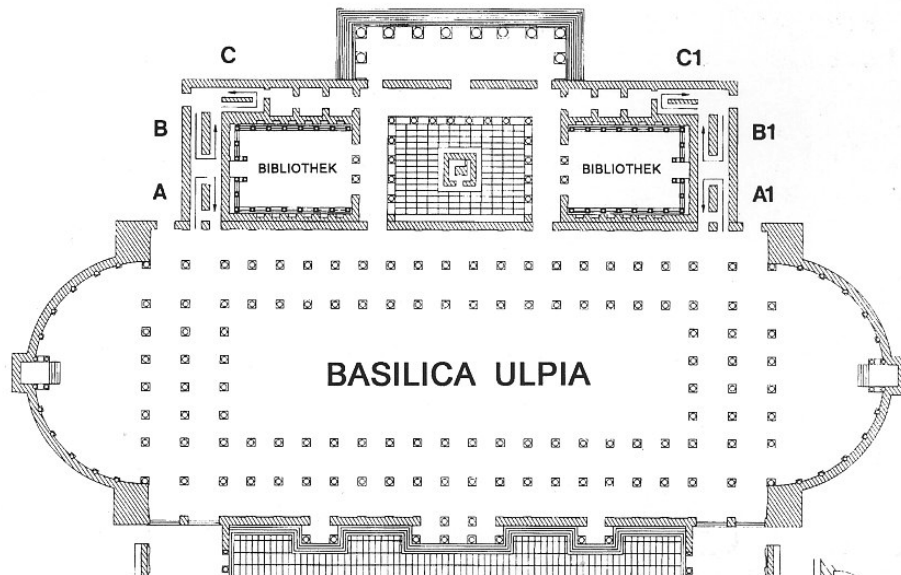 C C1
B B1
BIBLIOTHEK BIBLIOTHEK
A A1
BASILICA ULPIA